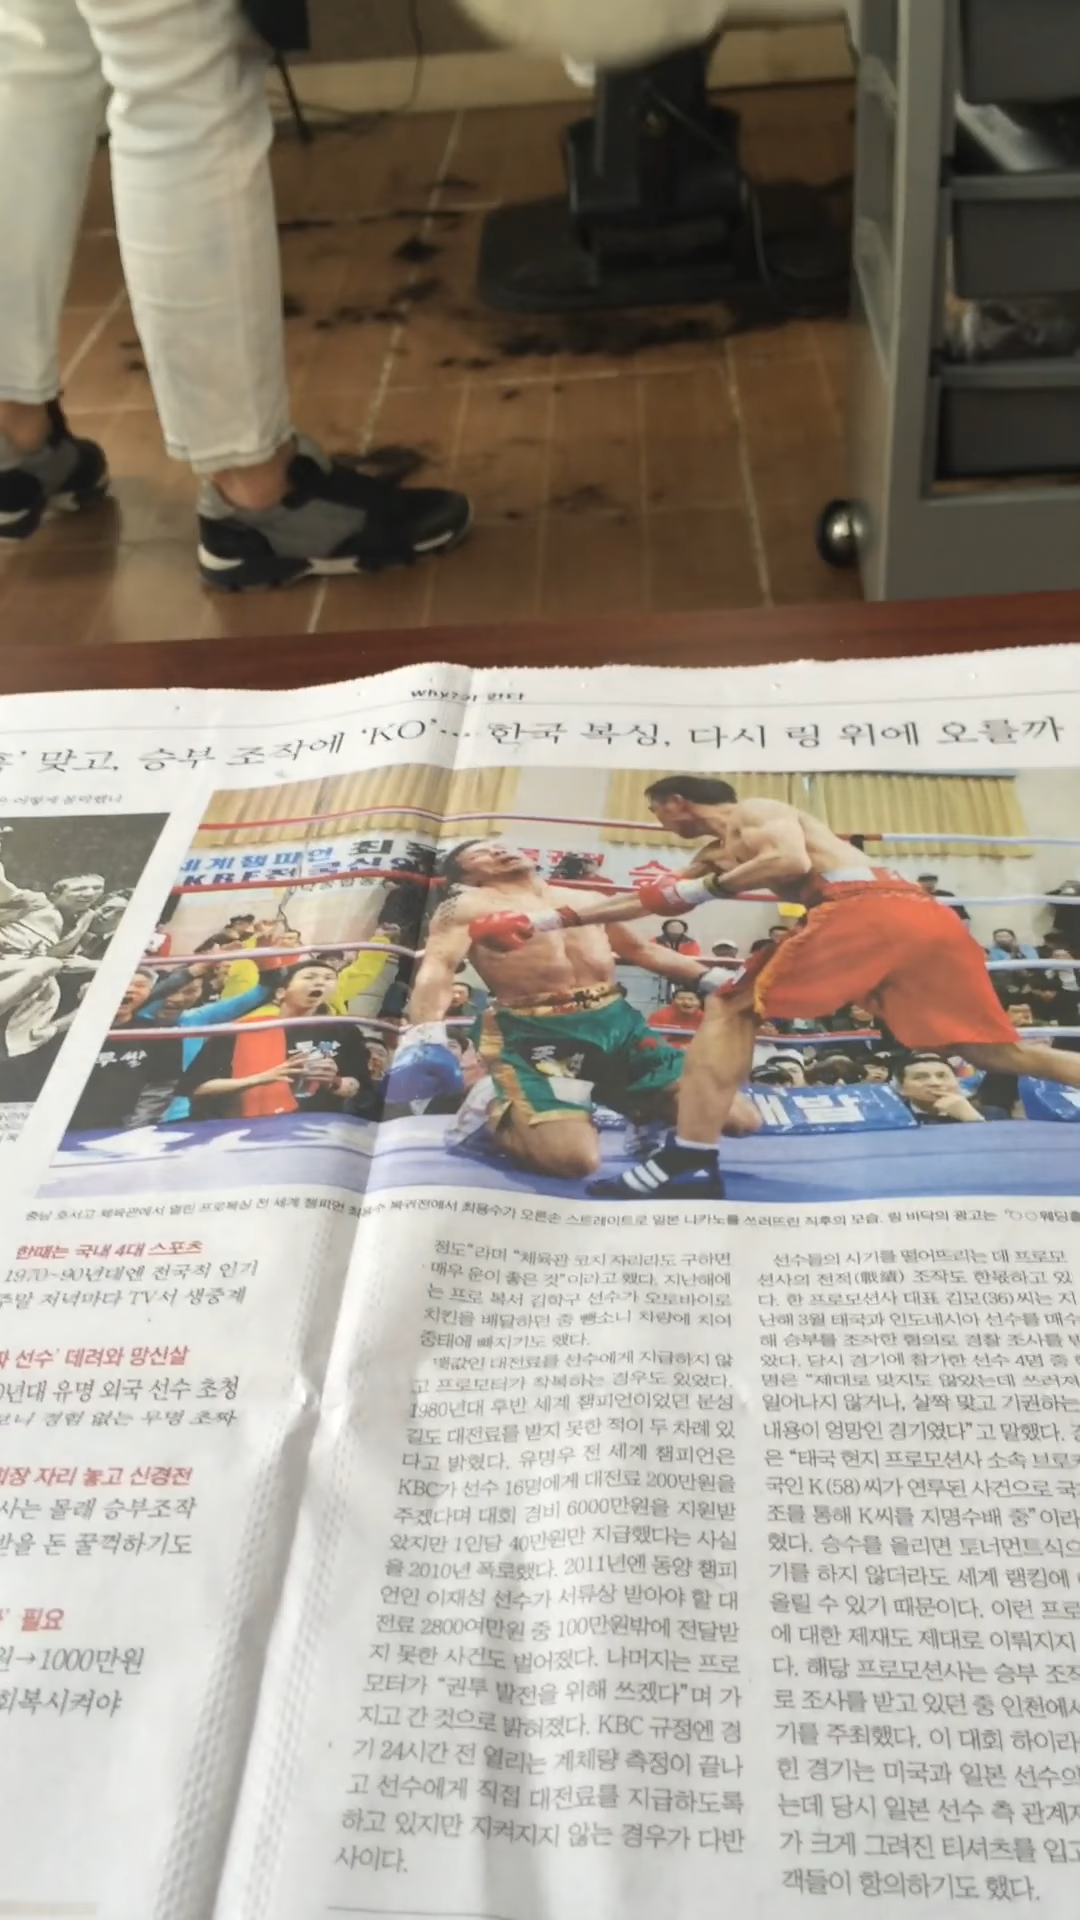 맞고, 승부 조작에 ‘KO’… 한국 복싱, 다시 링 위에 오를까
세계챔피언 최
충남 호서고 체육관에서 열린 프로복싱 전 세계 챔피언 최용수 복귀전에서 최용수가 오른손 스트레이트로 일본 나카노를 쓰러뜨린 직후의 모습. 링 바닥의 광고는 “○○웨딩홀
한때는 국내 4대 스포츠
1970~90년대엔 전국적 인기
주말 저녁마다 TV서 생중계
선수’ 데려와 망신살
년대 유명 외국 선수 초청
보니 경험 없는 무명 초짜
자리 놓고 신경전
몰래 승부조작
받을 돈 꿀꺽하기도
필요
→1000만원
회복시켜야
정도”라며 “체육관 코치 자리라도 구하면
매우 운이 좋은 것”이라고 했다. 지난해에
는 프로 복서 김학구 선수가 오토바이로
치킨을 배달하던 중 뺑소니 차량에 치여
중태에 빠지기도 했다.
맷값인 대전료를 선수에게 지급하지 않
고 프로모터가 착복하는 경우도 있었다.
1980년대 후반 세계 챔피언이었던 문성
길도 대전료를 받지 못한 적이 두 차례 있
다고 밝혔다. 유명우 전 세계 챔피언은
KBC가 선수 16명에게 대전료 200만원을
주겠다며 대회 경비 6000만원을 지원받
았지만 1인당 40만원만 지급했다는 사실
을 2010년 폭로했다. 2011년엔 동양 챔피
언인 이재성 선수가 서류상 받아야 할 대
전료 2800여만원 중 100만원밖에 전달받
지 못한 사건도 벌어졌다. 나머지는 프로
모터가 “권투 발전을 위해 쓰겠다”며 가
지고 간 것으로 밝혀졌다. KBC 규정엔 경
기 24시간 전 열리는 계체량 측정이 끝나
고 선수에게 직접 대전료를 지급하도록
하고 있지만 지켜지지 않는 경우가 다반
사이다.
선수들의 사기를 떨어뜨리는 데 프로모
션사의 전적(戰績) 조작도 한몫하고 있
다. 한 프로모션사 대표 김모(36)씨는 지
난해 3월 태국과 인도네시아 선수를 매수
해 승부를 조작한 혐의로 경찰 조사를 받
았다. 당시 경기에 참가한 선수 4명 중
명은 “제대로 맞지도 않았는데 쓰러져
일어나지 않거나, 살짝 맞고 기권하는
내용이 엉망인 경기였다”고 말했다.
은 “태국 현지 프로모션사 소속 브로커
국인 K(58)씨가 연루된 사건으로 국
조를 통해 K씨를 지명수배 중”이라
혔다. 승수를 올리면 토너먼트식으
기를 하지 않더라도 세계 랭킹에
올릴 수 있기 때문이다. 이런 프로
에 대한 제재도 제대로 이뤄지지
다. 해당 프로모션사는 승부 조작
로 조사를 받고 있던 중 인천에서
기를 주최했다. 이 대회 하이라
힌 경기는 미국과 일본 선수의
는데 당시 일본 선수 측 관계자
가 크게 그려진 티셔츠를 입고
객들이 항의하기도 했다.